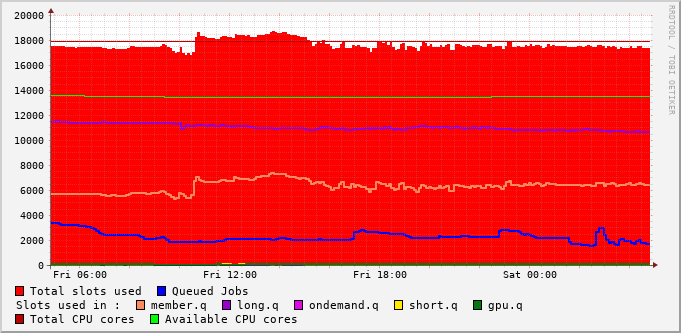 20000
18000
16000
14000
12000
10000
8000
6000
4000
2000
0
Fri 06:00 Fri 12:00 Fri 18:00 Sat 00:00
RRDTOOL / TOBI OETIKER
Total slots used Queued Jobs
Slots used in : member.q long.q ondemand.q short.q gpu.q
Total CPU cores Available CPU cores